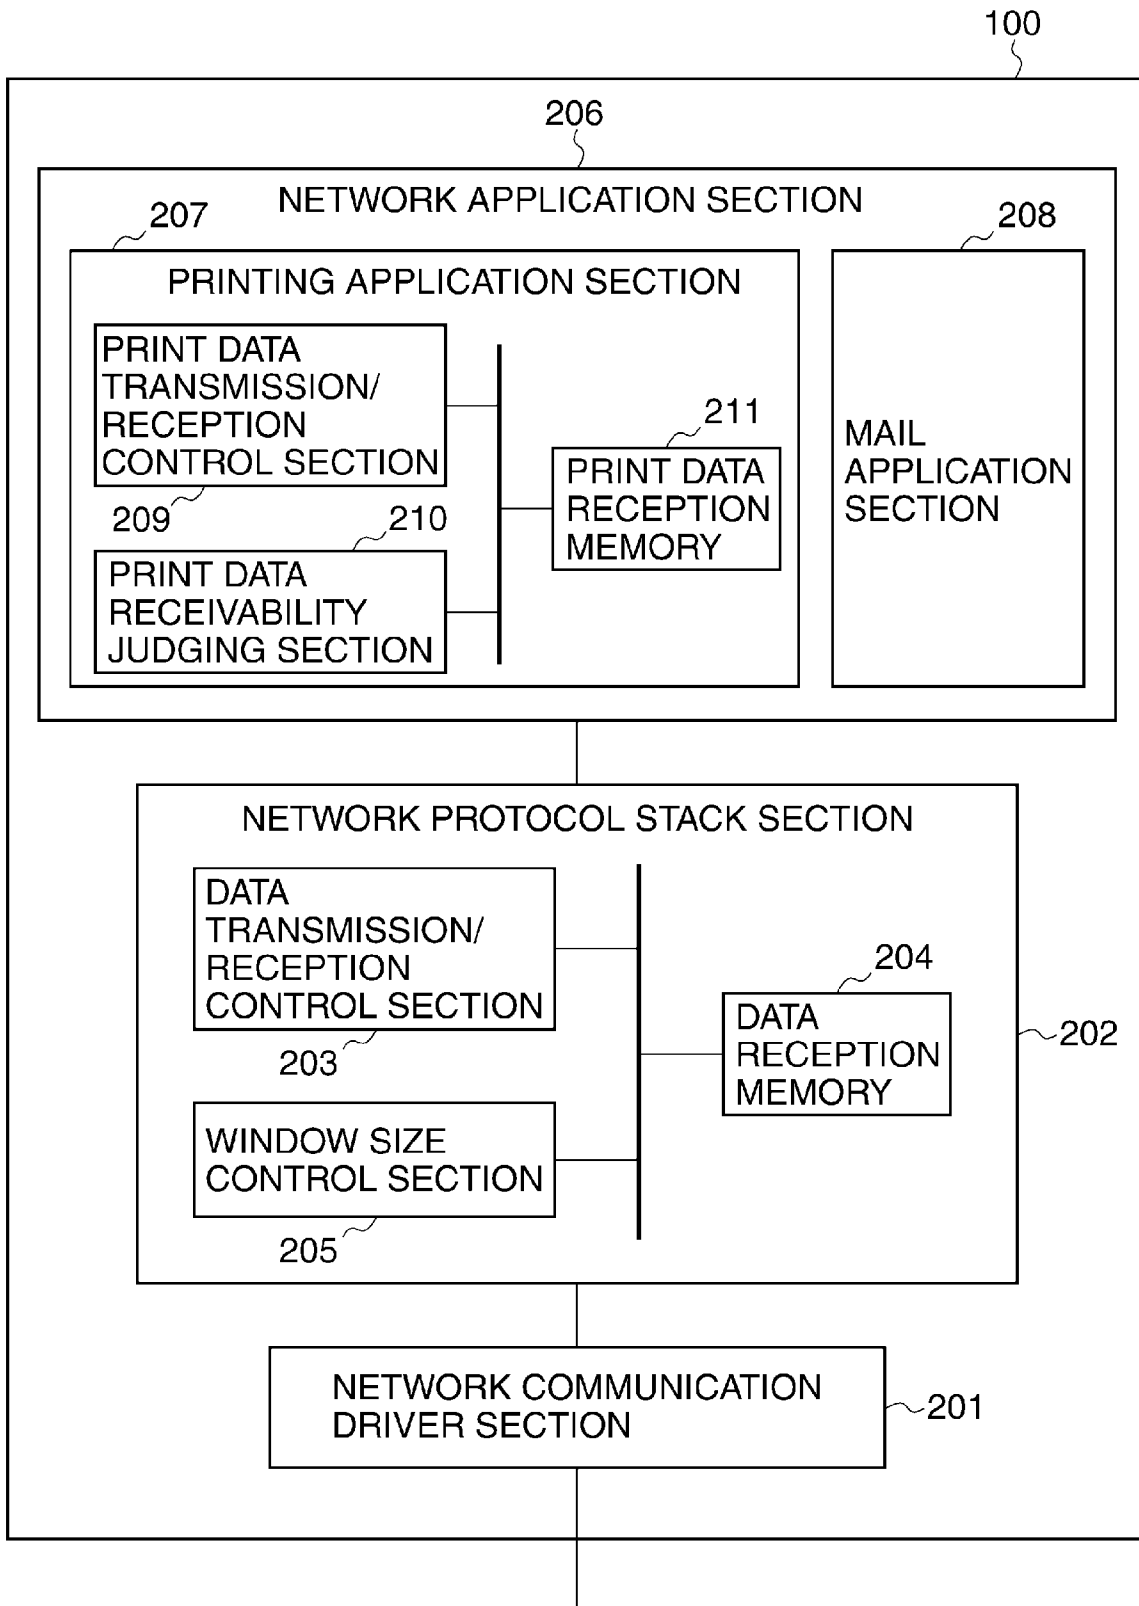 100
206
NETWORK APPLICATION SECTION
207
208
PRINTING APPLICATION SECTION
PRINT DATA
TRANSMISSION/
RECEPTION
CONTROL SECTION
209
210
PRINT DATA
RECEIVABILITY
JUDGING SECTION
211
PRINT DATA
RECEPTION
MEMORY
MAIL
APPLICATION
SECTION
NETWORK PROTOCOL STACK SECTION
DATA
TRANSMISSION/
RECEPTION
CONTROL SECTION
203
204
DATA
RECEPTION
MEMORY
202
WINDOW SIZE
CONTROL SECTION
205
NETWORK COMMUNICATION
DRIVER SECTION
201